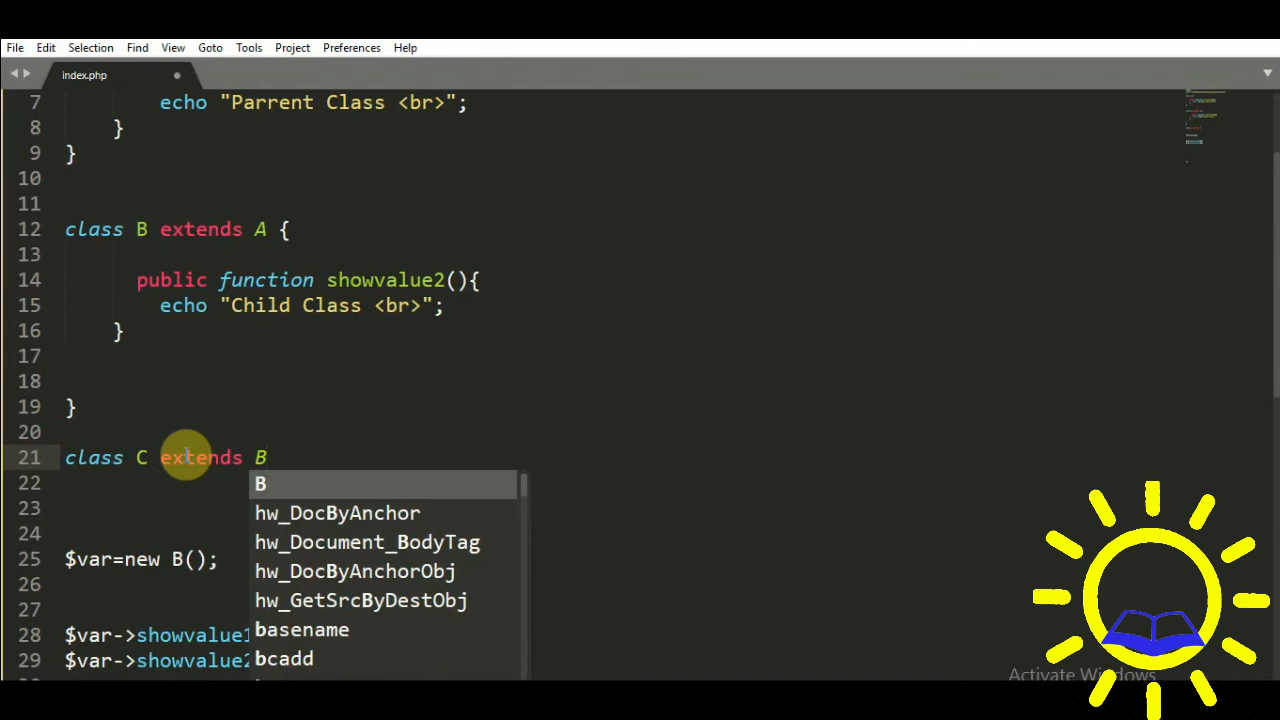 File Edit Selection Find View Goto Tools Project Preferences Help
index.php
7 echo "Parrent Class <br>";
8 }
9 }
10
11
12 class B extends A {
13
14 public function showvalue2(){
15 echo "Child Class <br>";
16 }
17
18
19 }
20
21 class C extends B
22 B
23 hw_DocByAnchor
24 hw_Document_BodyTag
25 $var=new B(); hw_DocByAnchorObj
26 hw_GetSrcByDestObj
27 basename
28 $var->showvalue1
29 $var->showvalue2 bcadd
Activate Windows